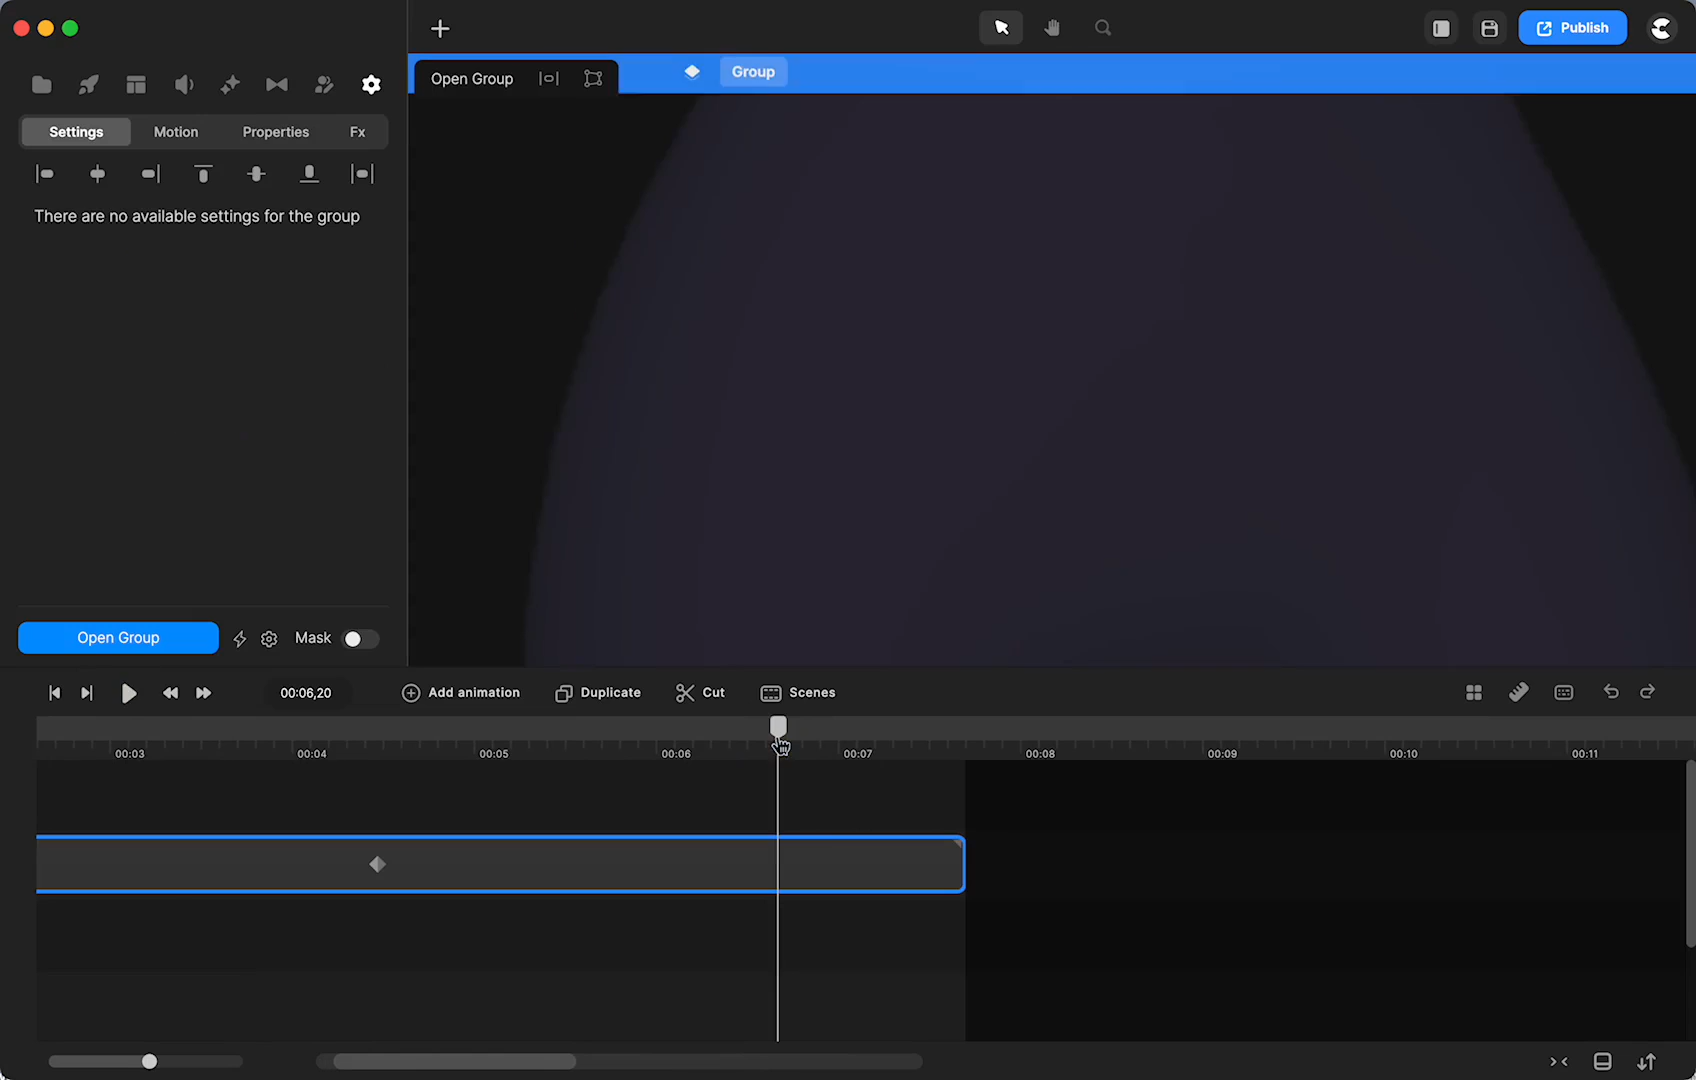 Publish
Open Group
Group
Settings
Motion
Properties
Fx
There are no available settings for the group
Open Group
Mask
00:06,20
Add animation
Duplicate
Cut
Scenes
00:03
00:04
00:05
00:06
00:07
00:08
00:09
00:10
00:11